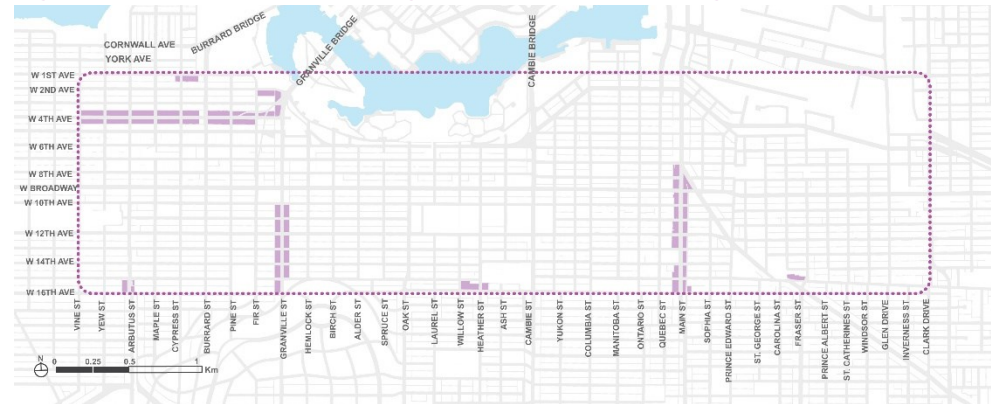 CORNWALL AVE
YORK AVE
BURRARD BRIDGE
GRANVILLE BRIDGE
CAMBIE BRIDGE
W 1ST AVE
W 2ND AVE
W 4TH AVE
W 6TH AVE
W 8TH AVE
W BROADWAY
W 10TH AVE
W 12TH AVE
W 14TH AVE
W 16TH AVE
VINE ST
YEW ST
ARBUTUS ST
MAPLE ST
CYPRESS ST
BURRARD ST
PINE ST
FIR ST
GRANVILLE ST
HEMLOCK ST
BIRCH ST
ALDER ST
SPRUCE ST
OAK ST
LAUREL ST
WILLOW ST
HEATHER ST
ASH ST
CAMBIE ST
YUKON ST
COLUMBIA ST
MANITOBA ST
ONTARIO ST
QUEBEC ST
MAIN ST
SOPHIA ST
PRINCE EDWARD ST
ST. GEORGE ST
CAROLINA ST
FRASER ST
PRINCE ALBERT ST
ST. CATHERINES ST
WINDSOR ST
GLEN DRIVE
INVERNESS ST
CLARK DRIVE
N
0 0.25 0.5 1
Km